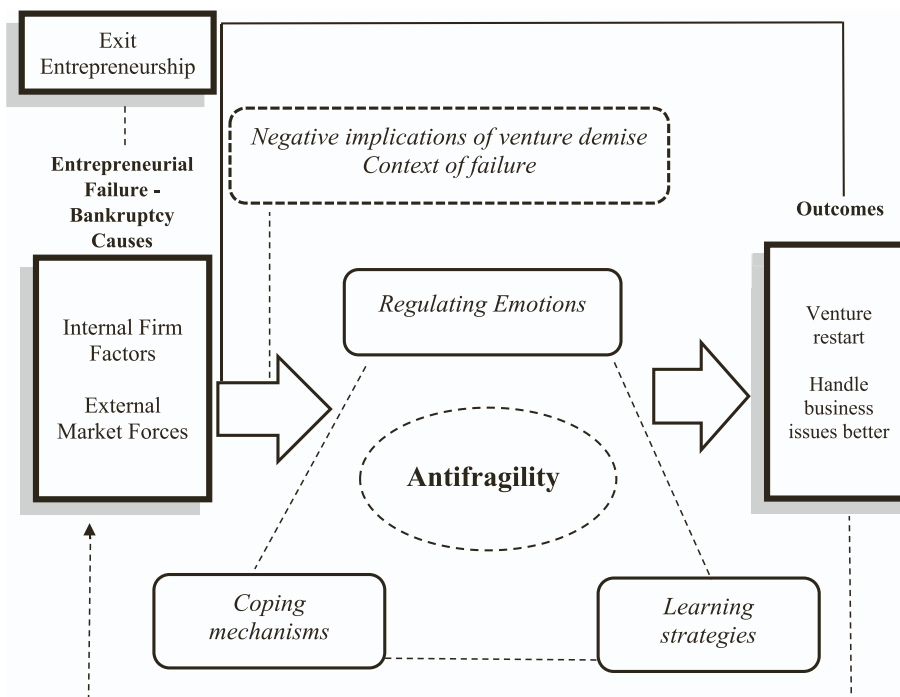 Exit
Entrepreneurship
Negative implications of venture demise
Context of failure
Entrepreneurial
Failure -
Bankruptcy
Causes
Internal Firm
Factors
External
Market Forces
Regulating Emotions
Antifragility
Coping
mechanisms
Learning
strategies
Outcomes
Venture
restart
Handle
business
issues better